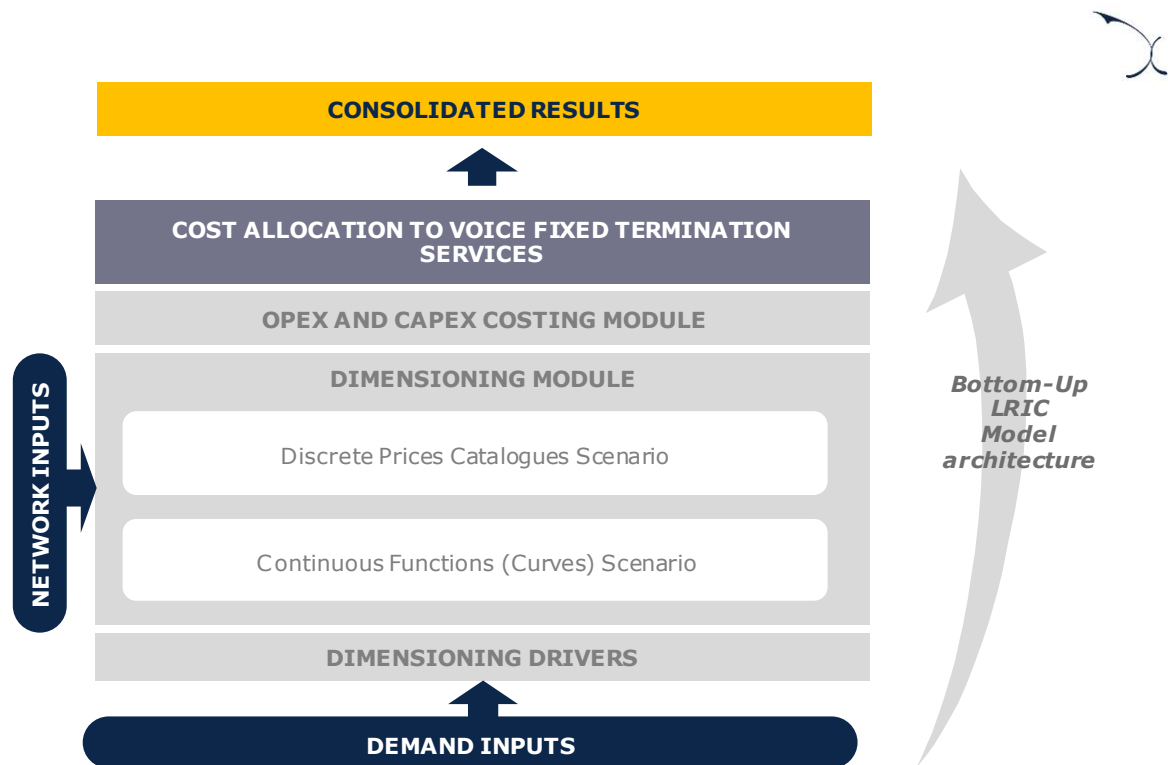 CONSOLIDATED RESULTS
COST ALLOCATION TO VOICE FIXED TERMINATION
SERVICES
OPEX AND CAPEX COSTING MODULE
DIMENSIONING MODULE
Discrete Prices Catalogues Scenario
Continuous Functions (Curves) Scenario
DIMENSIONING DRIVERS
DEMAND INPUTS
NETWORK INPUTS
Bottom-Up
LRIC
Model
architecture